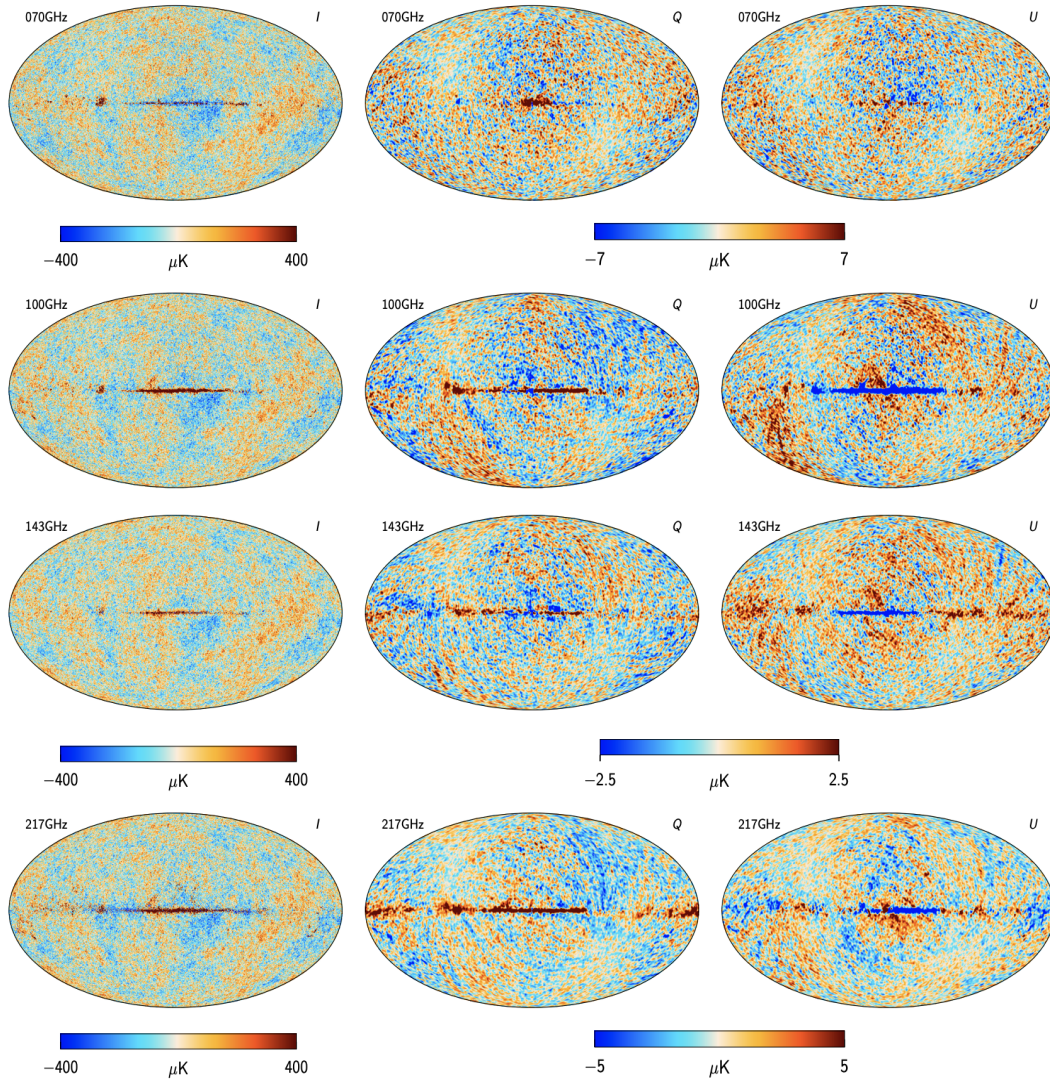 070GHz I 070GHz Q 070GHz U
−400 400 −7 7
μK μK
100GHz I 100GHz Q 100GHz U
143GHz I 143GHz Q 143GHz U
−400 400 −2.5 2.5
μK μK
217GHz I 217GHz Q 217GHz U
−400 400 −5 5
μK μK